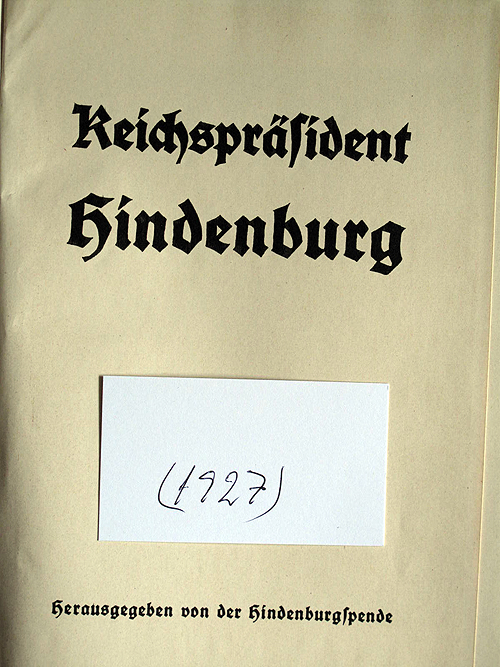 Reichspräſident
Hindenburg
(1927)
Herausgegeben von der Hindenburgſpende